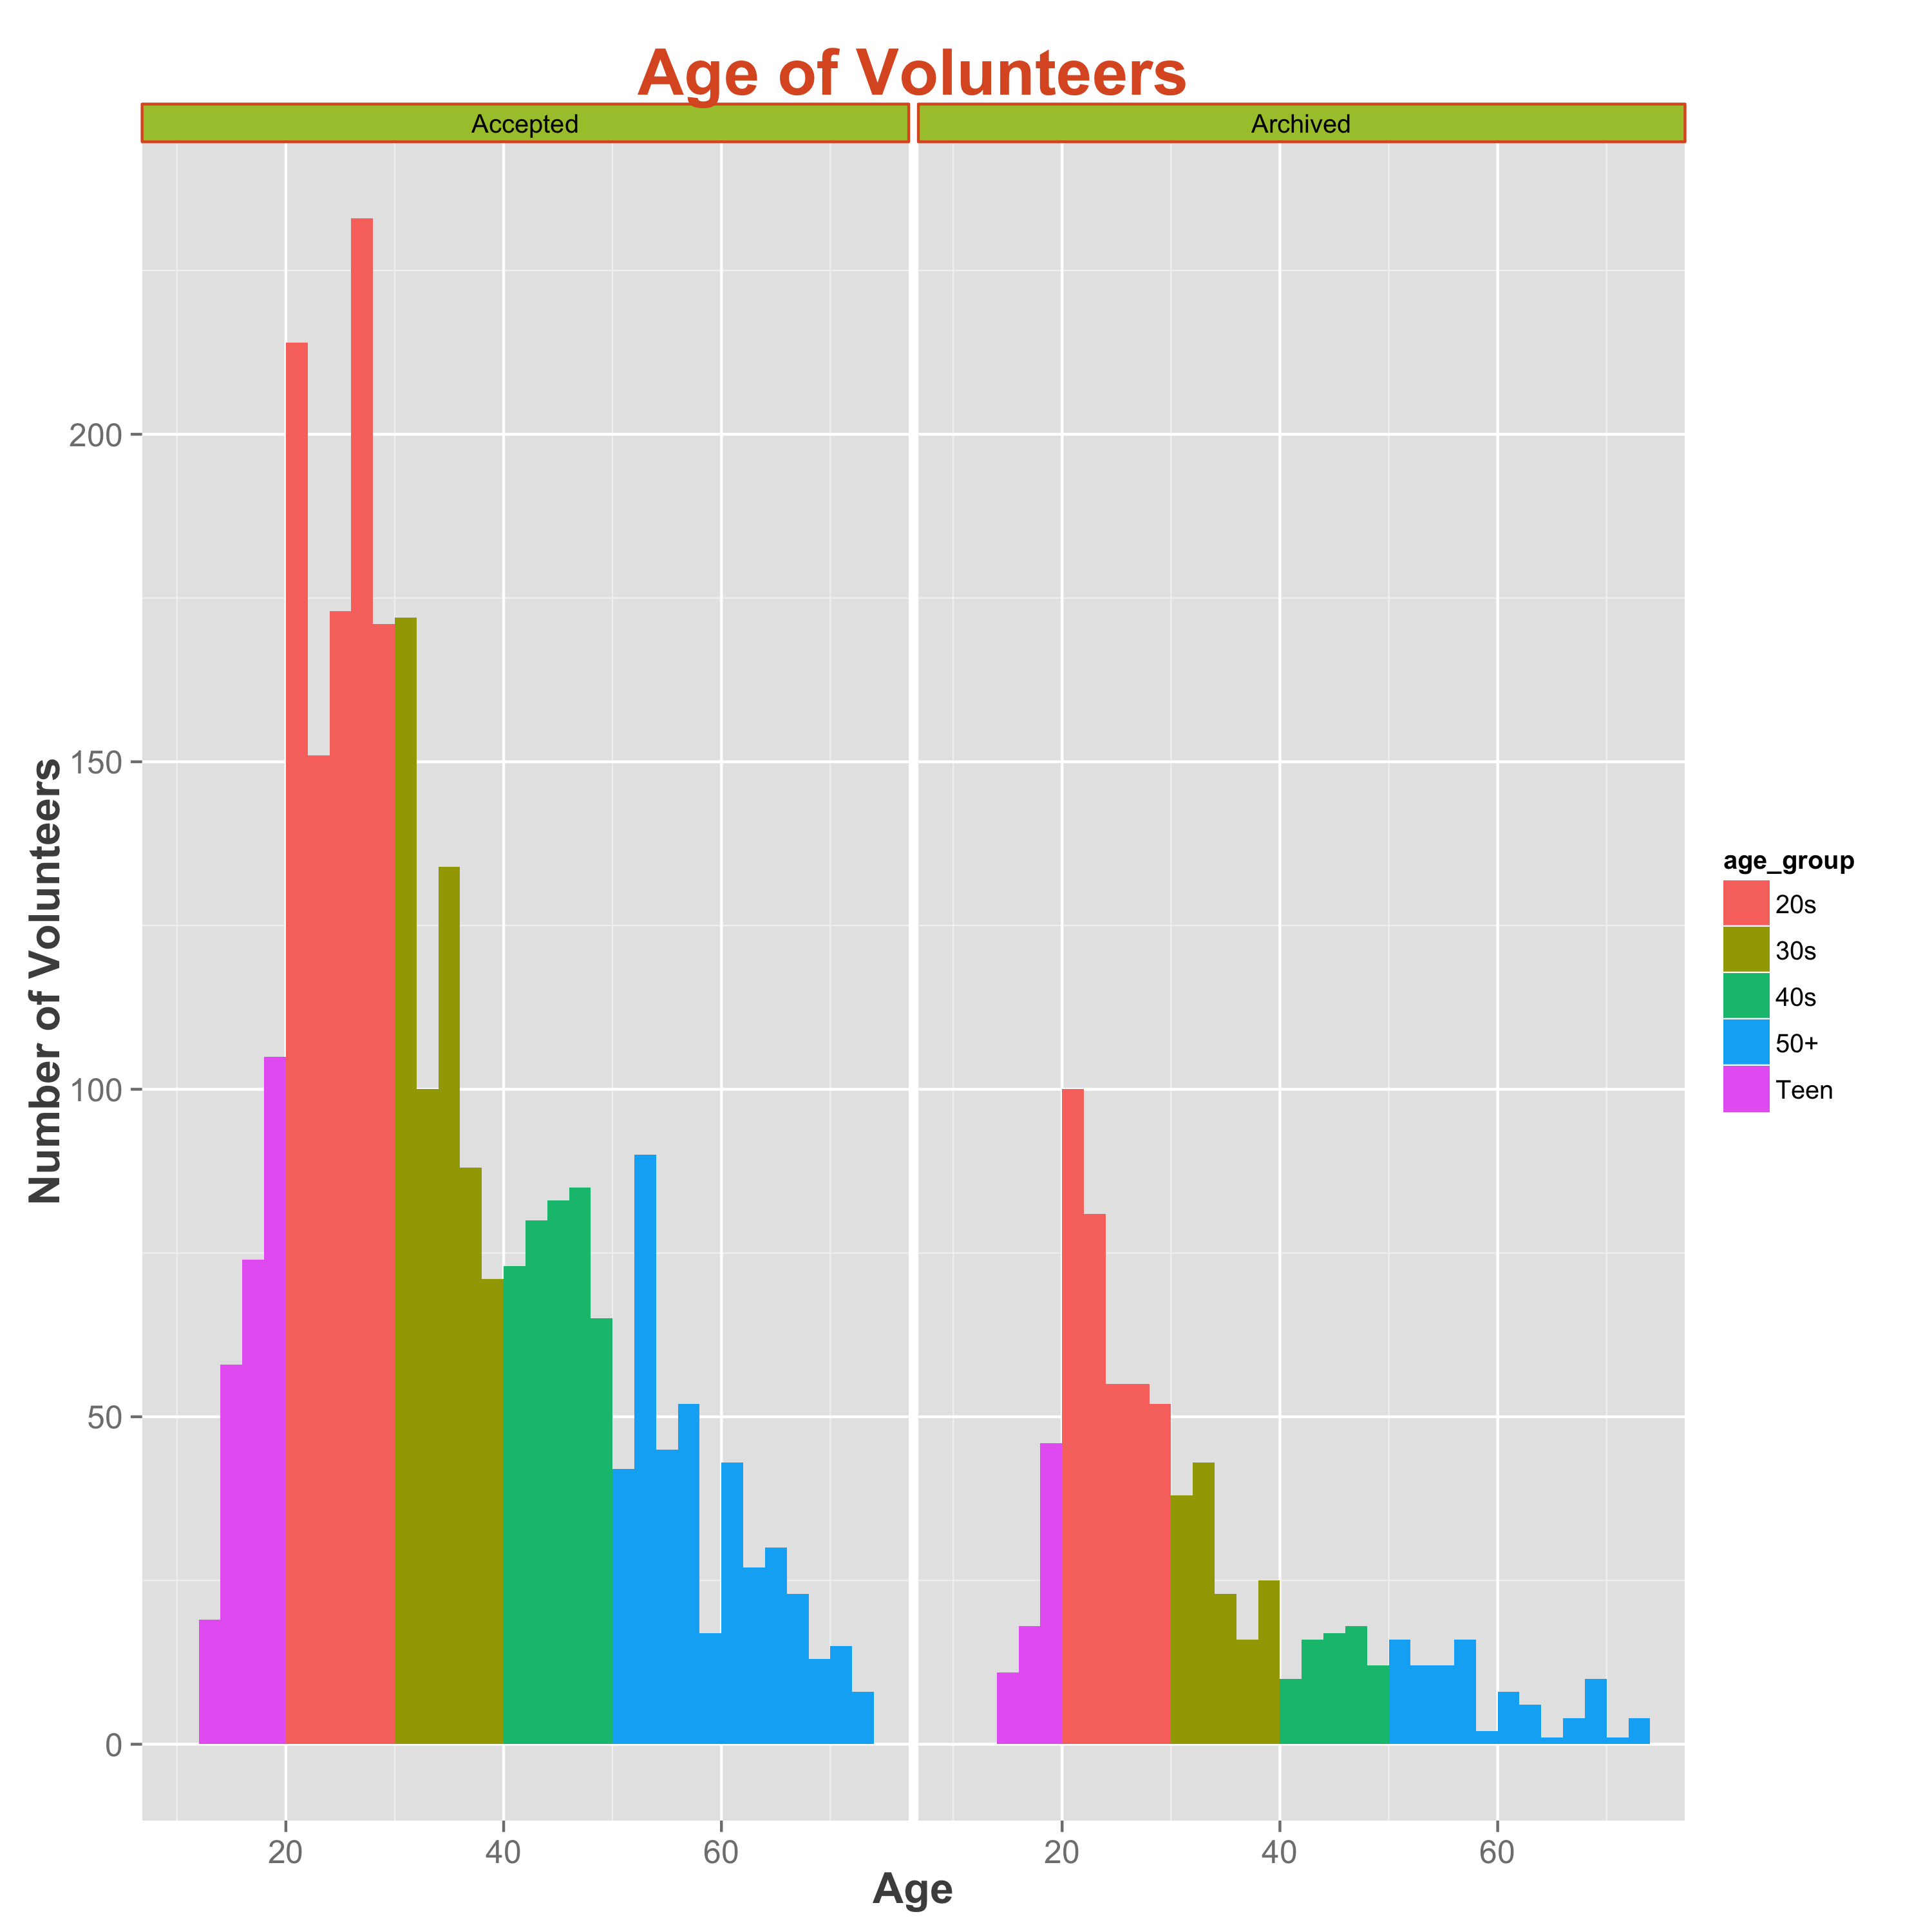 Age of Volunteers
Accepted
Archived
Number of Volunteers
200
150
100
50
0
20
40
60
20
40
60
Age
age_group
20s
30s
40s
50+
Teen